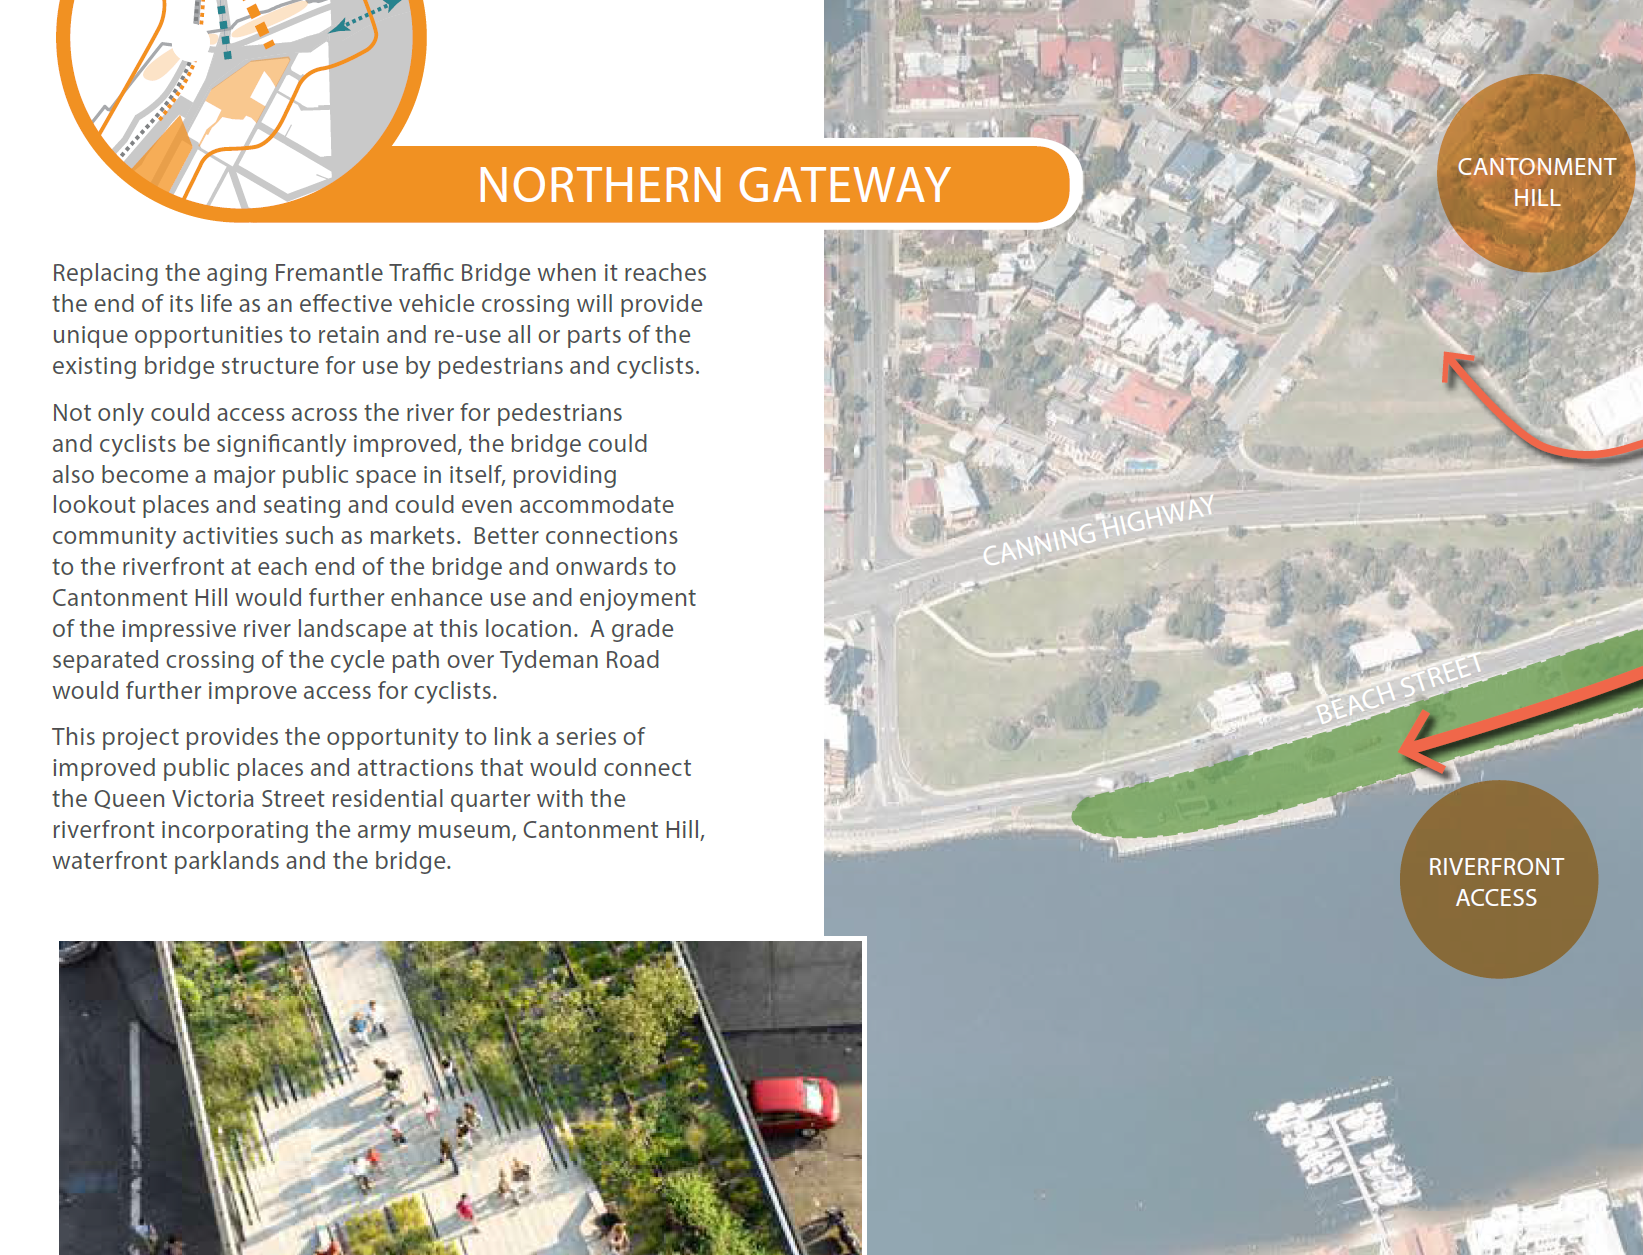 NORTHERN GATEWAY
Replacing the aging Fremantle Traffic Bridge when it reaches
the end of its life as an effective vehicle crossing will provide
unique opportunities to retain and re-use all or parts of the
existing bridge structure for use by pedestrians and cyclists.
Not only could access across the river for pedestrians
and cyclists be significantly improved, the bridge could
also become a major public space in itself, providing
lookout places and seating and could even accommodate
community activities such as markets.  Better connections
to the riverfront at each end of the bridge and onwards to
Cantonment Hill would further enhance use and enjoyment
of the impressive river landscape at this location.  A grade
separated crossing of the cycle path over Tydeman Road
would further improve access for cyclists.
This project provides the opportunity to link a series of
improved public places and attractions that would connect
the Queen Victoria Street residential quarter with the
riverfront incorporating the army museum, Cantonment Hill,
waterfront parklands and the bridge.
CANTONMENT
HILL
CANNING HIGHWAY
BEACH STREET
RIVERFRONT
ACCESS